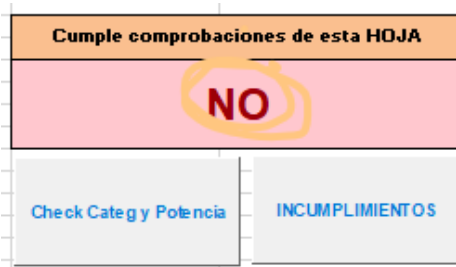 Cumple comprobaciones de esta HOJA
NO
Check Categ y Potencia
INCUMPLIMIENTOS